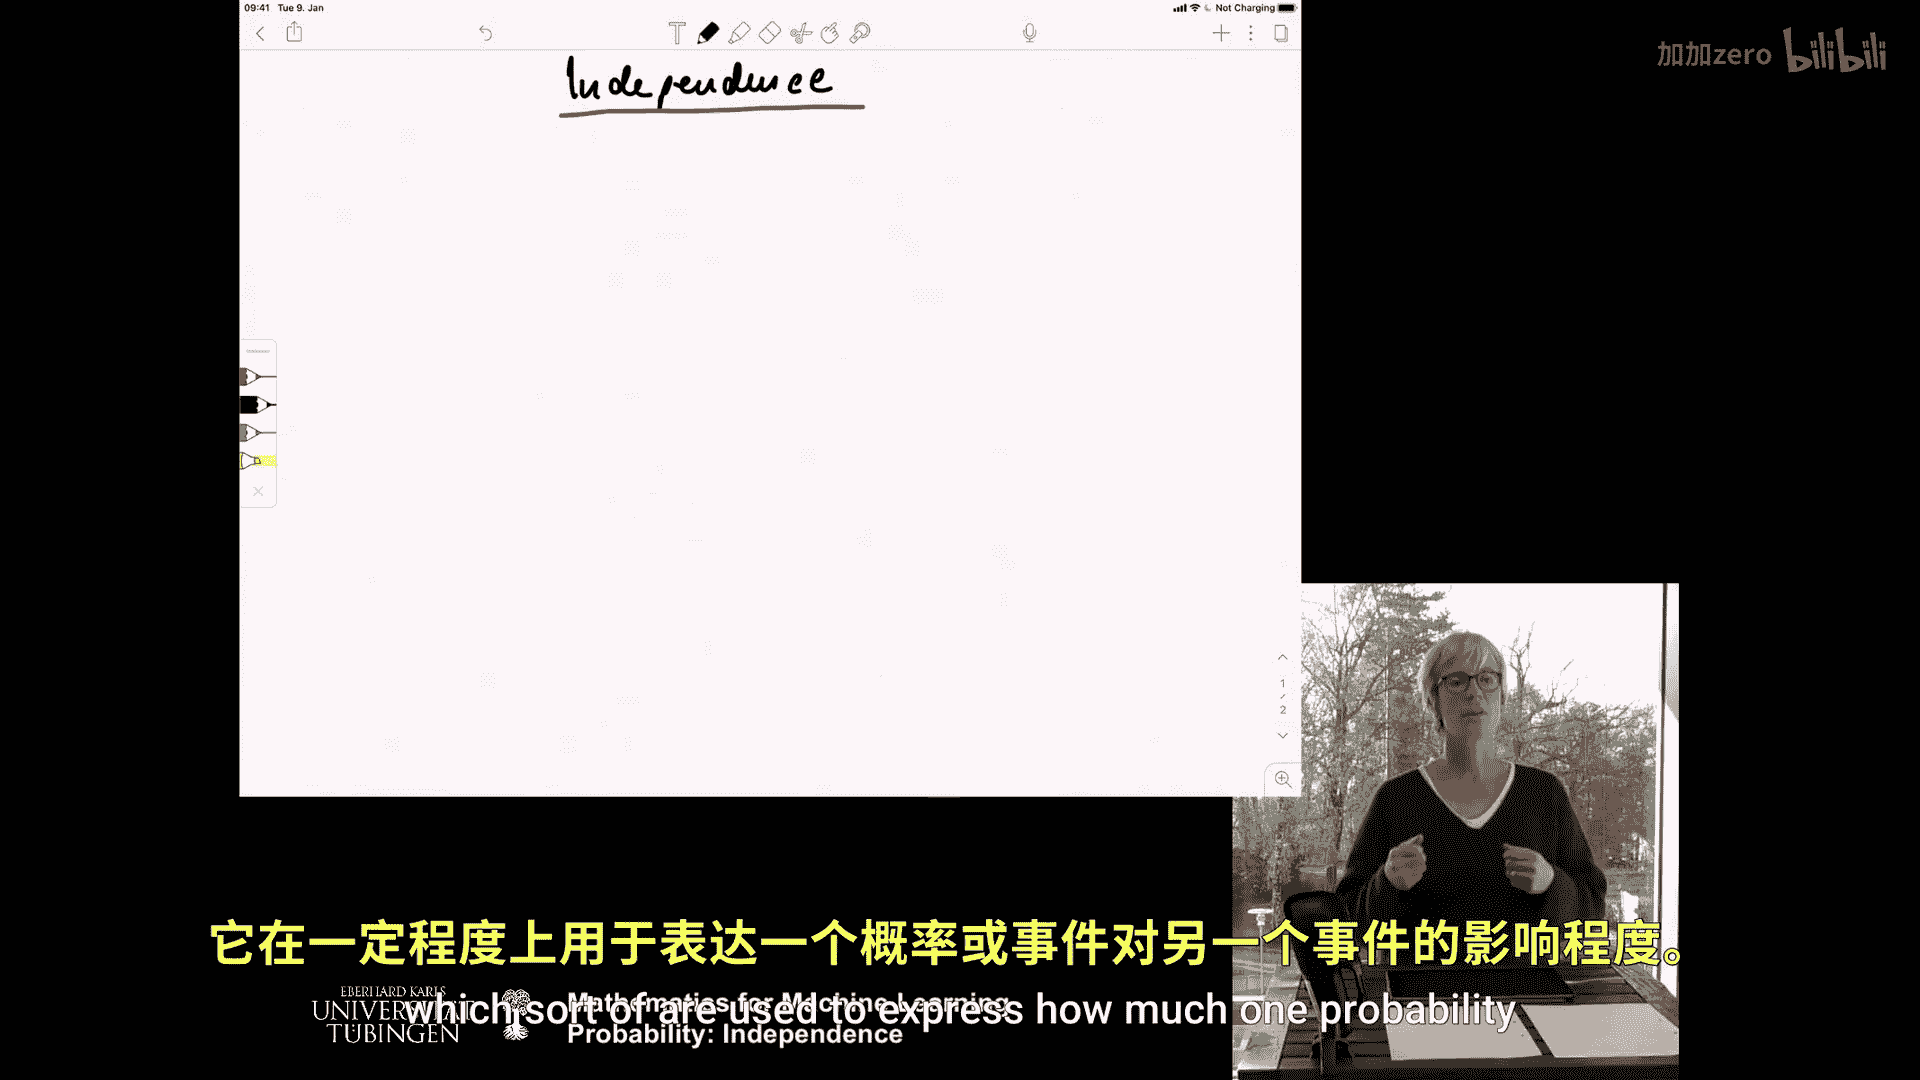 09:41 Tue 9. Jan
Not Charging
加加zero bilibili
Independence
1
2
它在一定程度上用于表达一个概率或事件对另一个事件的影响程度。
which sort of are used to express how much one probability
EBERHARD KARLS
UNIVERSITÄT
TÜBINGEN
Mathematics for Machine Learning
Probability: Independence